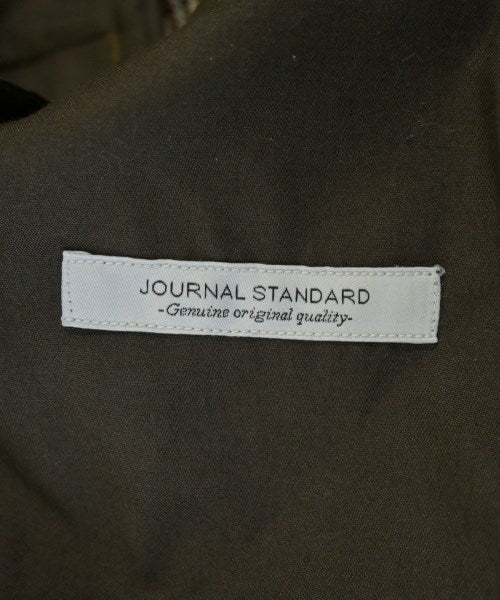 JOURNAL STANDARD
-Genuine original quality-